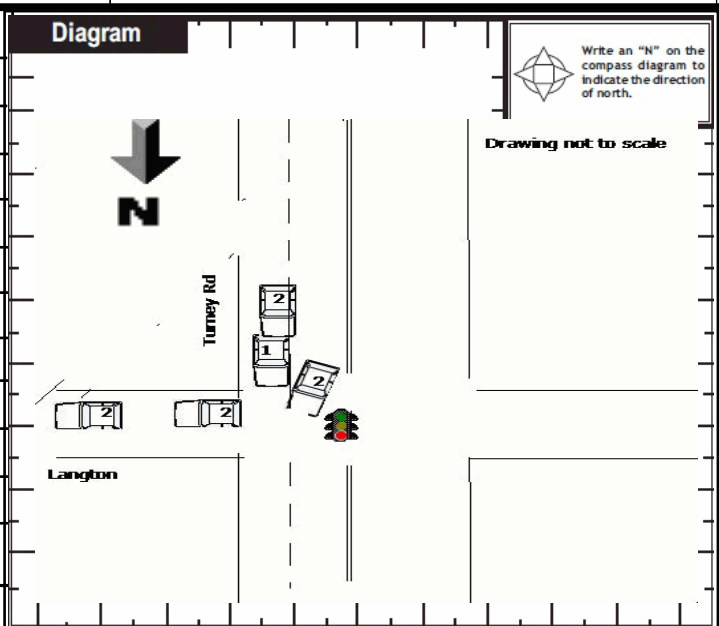 Diagram
Write an “N” on the
compass diagram to
indicate the direction
of north.
Drawing not to scale
N
Turney Rd
2
1
2
2
2
Langton